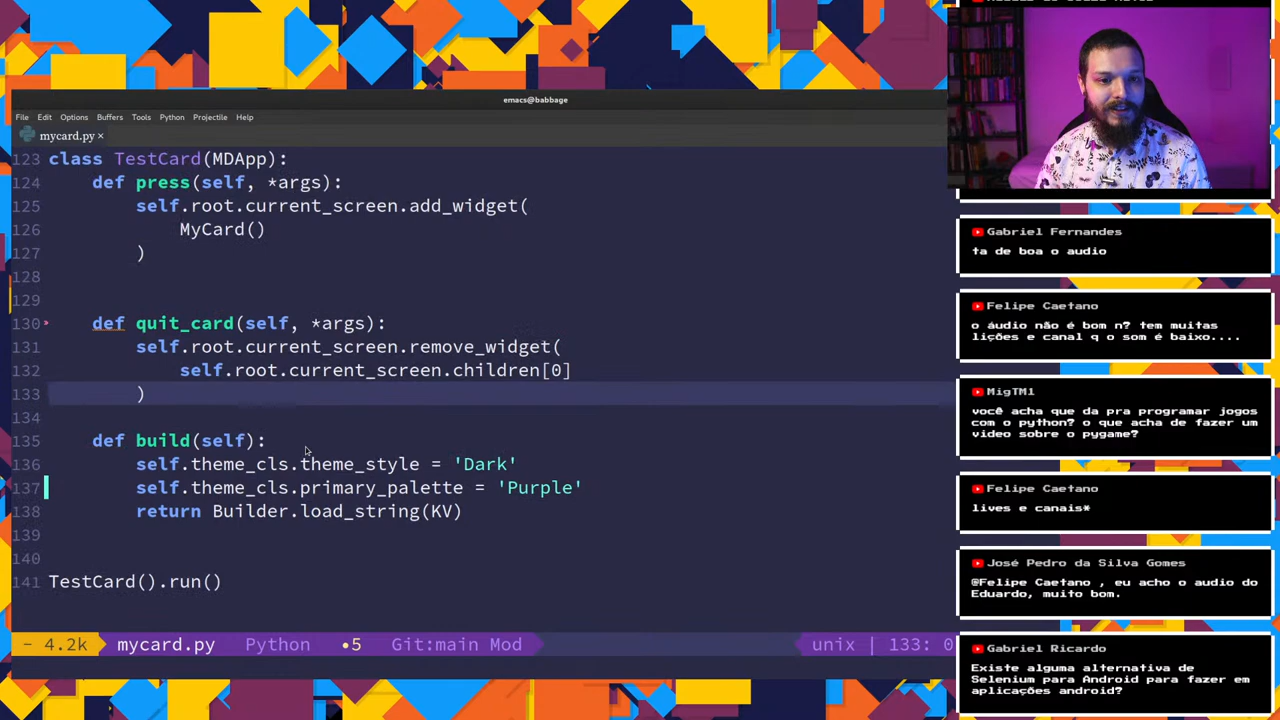 emacs@babbage
File Edit Options Buffers Tools Python Projectile Help
mycard.py ×
123 class TestCard(MDApp):
124     def press(self, *args):
125         self.root.current_screen.add_widget(
126             MyCard()
127         )
128
129
130     def quit_card(self, *args):
131         self.root.current_screen.remove_widget(
132             self.root.current_screen.children[0]
133         )
134
135     def build(self):
136         self.theme_cls.theme_style = 'Dark'
137         self.theme_cls.primary_palette = 'Purple'
138         return Builder.load_string(KV)
139
140
141 TestCard().run()
- 4.2k mycard.py Python •5 Git:main Mod unix | 133: 0
Gabriel Fernandes
ta de boa o audio
Felipe Caetano
o áudio não é bom n? tem muitas
lições e canal q o som é baixo....
MigTM1
você acha que da pra programar jogos
com o python? o que acha de fazer um
video sobre o pygame?
Felipe Caetano
lives e canais*
José Pedro da Silva Gomes
@Felipe Caetano , eu acho o audio do
Eduardo, muito bom.
Gabriel Ricardo
Existe alguma alternativa de
Selenium para Android para fazer em
aplicações android?